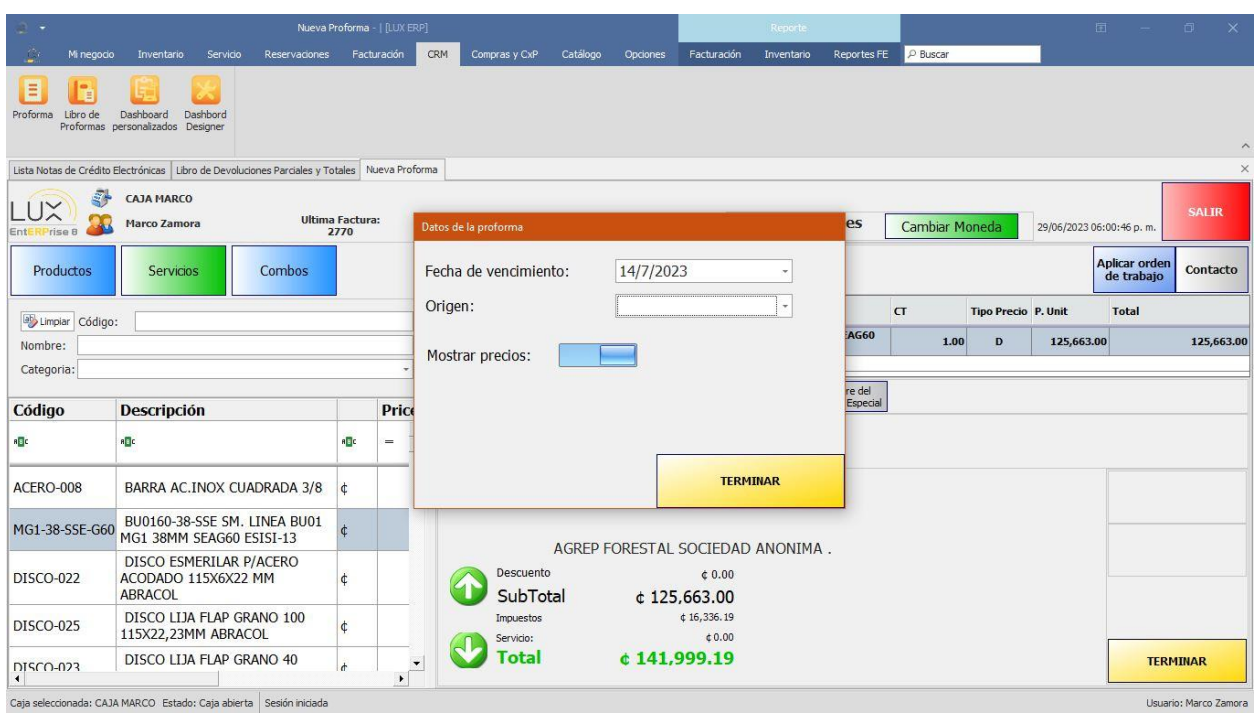 Nueva Proforma - | [LUX ERP]
Reporte
Mi negocio Inventario Servicio Reservaciones Facturación CRM Compras y CxP Catálogo Opciones Facturación Inventario Reportes FE Buscar
Proforma Libro de Proformas Dashboard personalizados Dashbord Designer
Lista Notas de Crédito Electrónicas Libro de Devoluciones Parciales y Totales Nueva Proforma
LUX
EntERPrise 8
CAJA MARCO
Marco Zamora
Ultima Factura:
2770
es
Cambiar Moneda
29/06/2023 06:00:46 p. m.
SALIR
Productos Servicios Combos
Aplicar orden
de trabajo
Contacto
Limpiar Código:
Nombre:
Categoria:
Datos de la proforma
Fecha de vencimiento: 14/7/2023
Origen:
Mostrar precios:
TERMINAR
CT Tipo Precio P. Unit Total
EAG60 1.00 D 125,663.00 125,663.00
re del
Especial
Código Descripción Price
=
ACERO-008 BARRA AC.INOX CUADRADA 3/8 ¢
MG1-38-SSE-G60 BU0160-38-SSE SM. LINEA BU01
MG1 38MM SEAG60 ESISI-13 ¢
DISCO-022 DISCO ESMERILAR P/ACERO
ACODADO 115X6X22 MM
ABRACOL ¢
DISCO-025 DISCO LIJA FLAP GRANO 100
115X22,23MM ABRACOL ¢
DISCO-023 DISCO LIJA FLAP GRANO 40 ¢
AGREP FORESTAL SOCIEDAD ANONIMA .
Descuento ¢ 0.00
SubTotal ¢ 125,663.00
Impuestos ¢ 16,336.19
Servicio: ¢ 0.00
Total ¢ 141,999.19
TERMINAR
Caja seleccionada: CAJA MARCO Estado: Caja abierta Sesión iniciada Usuario: Marco Zamora